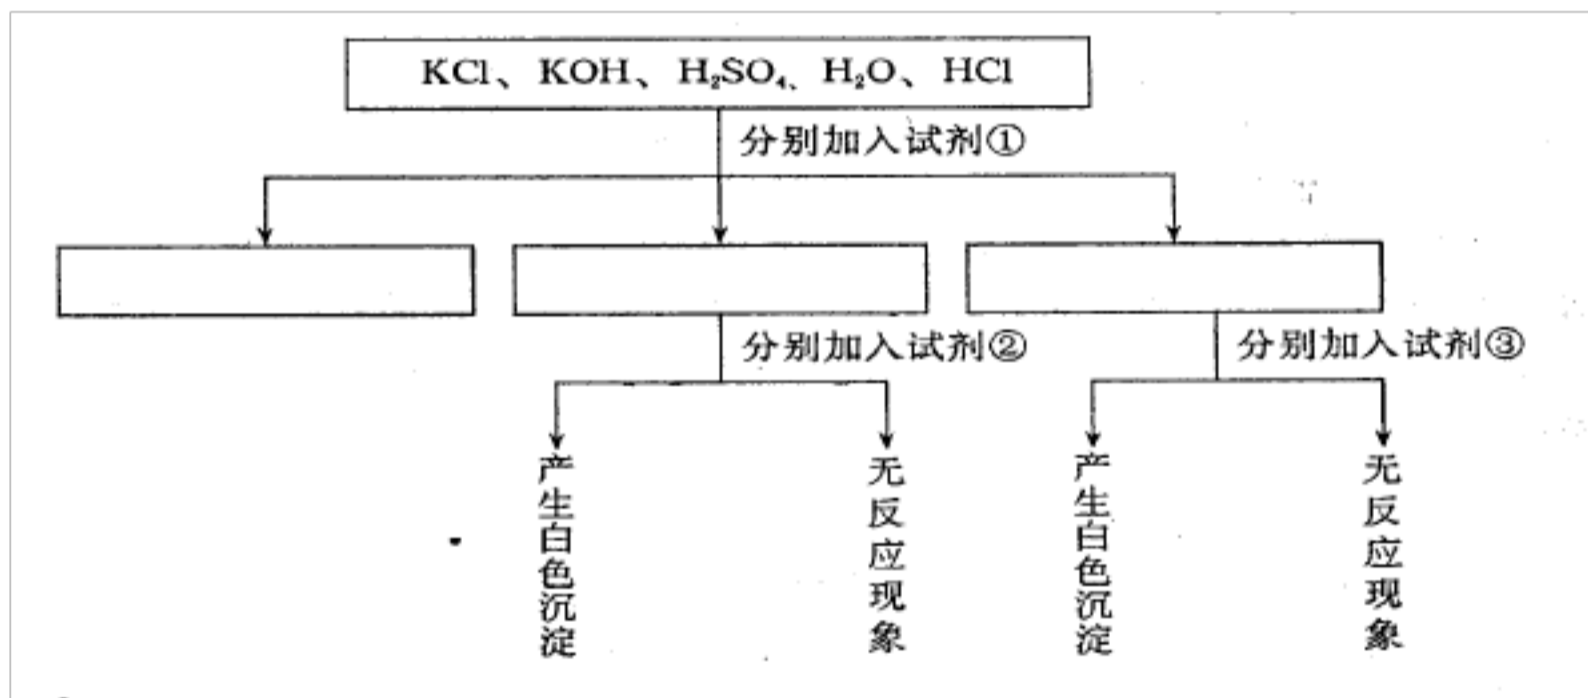 KCl、KOH、H₂SO₄、H₂O、HCl
分别加入试剂①
分别加入试剂②
分别加入试剂③
产生白色沉淀
无反应现象
产生白色沉淀
无反应现象